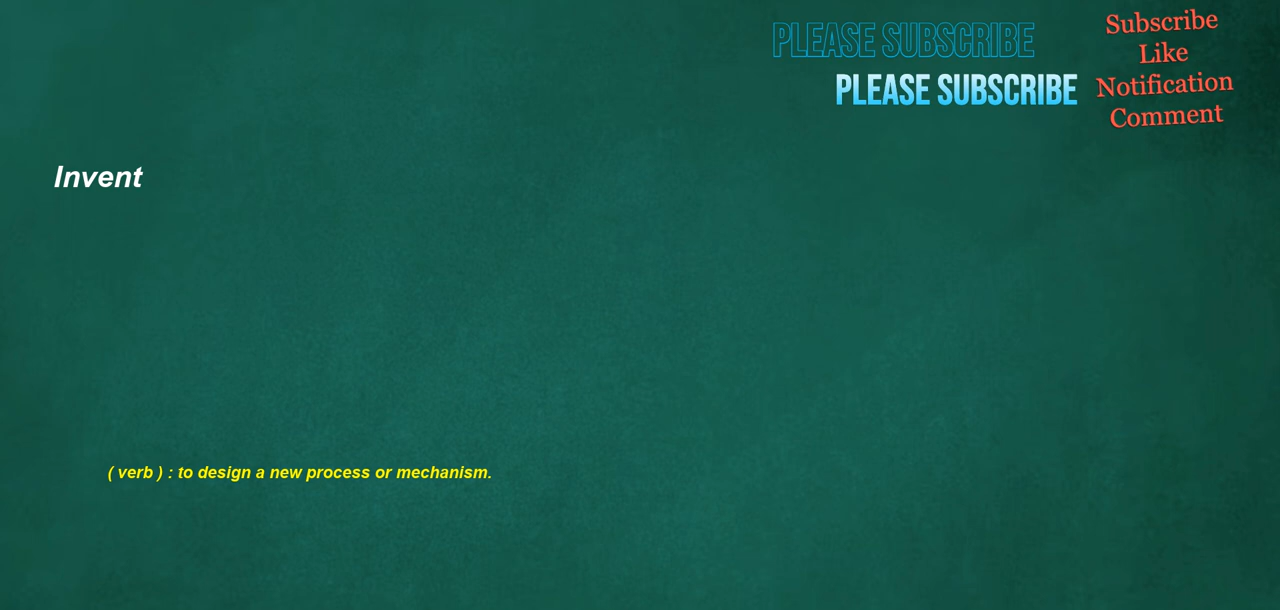 PLEASE SUBSCRIBE
PLEASE SUBSCRIBE
Subscribe
Like
Notification
Comment
Invent
( verb ) : to design a new process or mechanism.